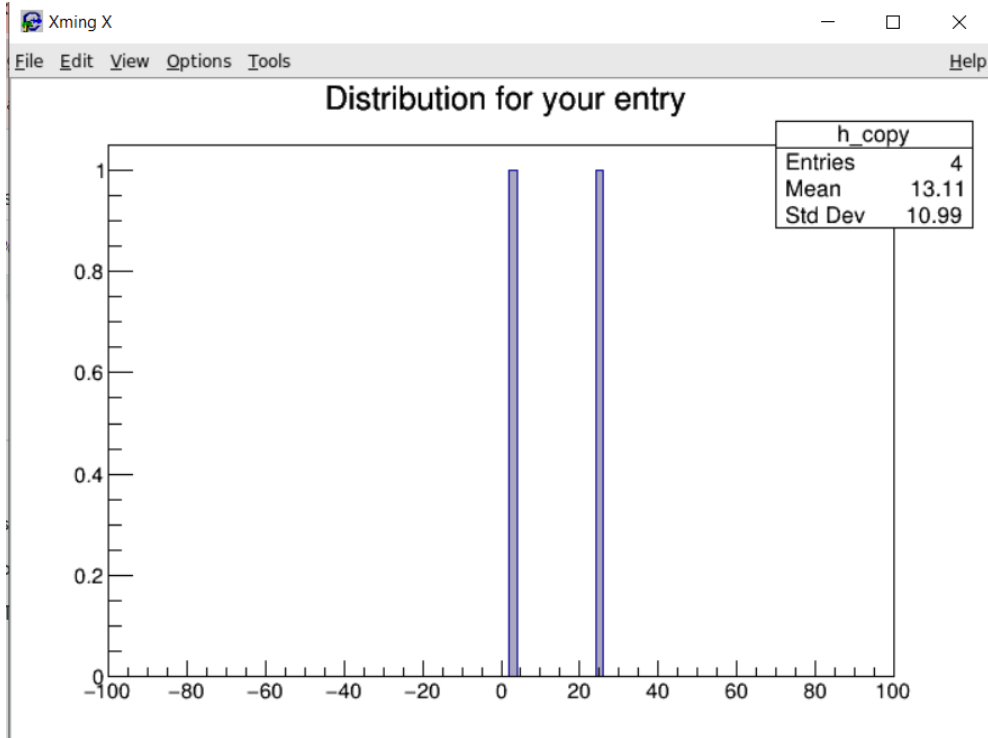 Xming X
File Edit View Options Tools Help
Distribution for your entry
h_copy
Entries 4
Mean 13.11
Std Dev 10.99
1
0.8
0.6
0.4
0.2
0
−100 −80 −60 −40 −20 0 20 40 60 80 100